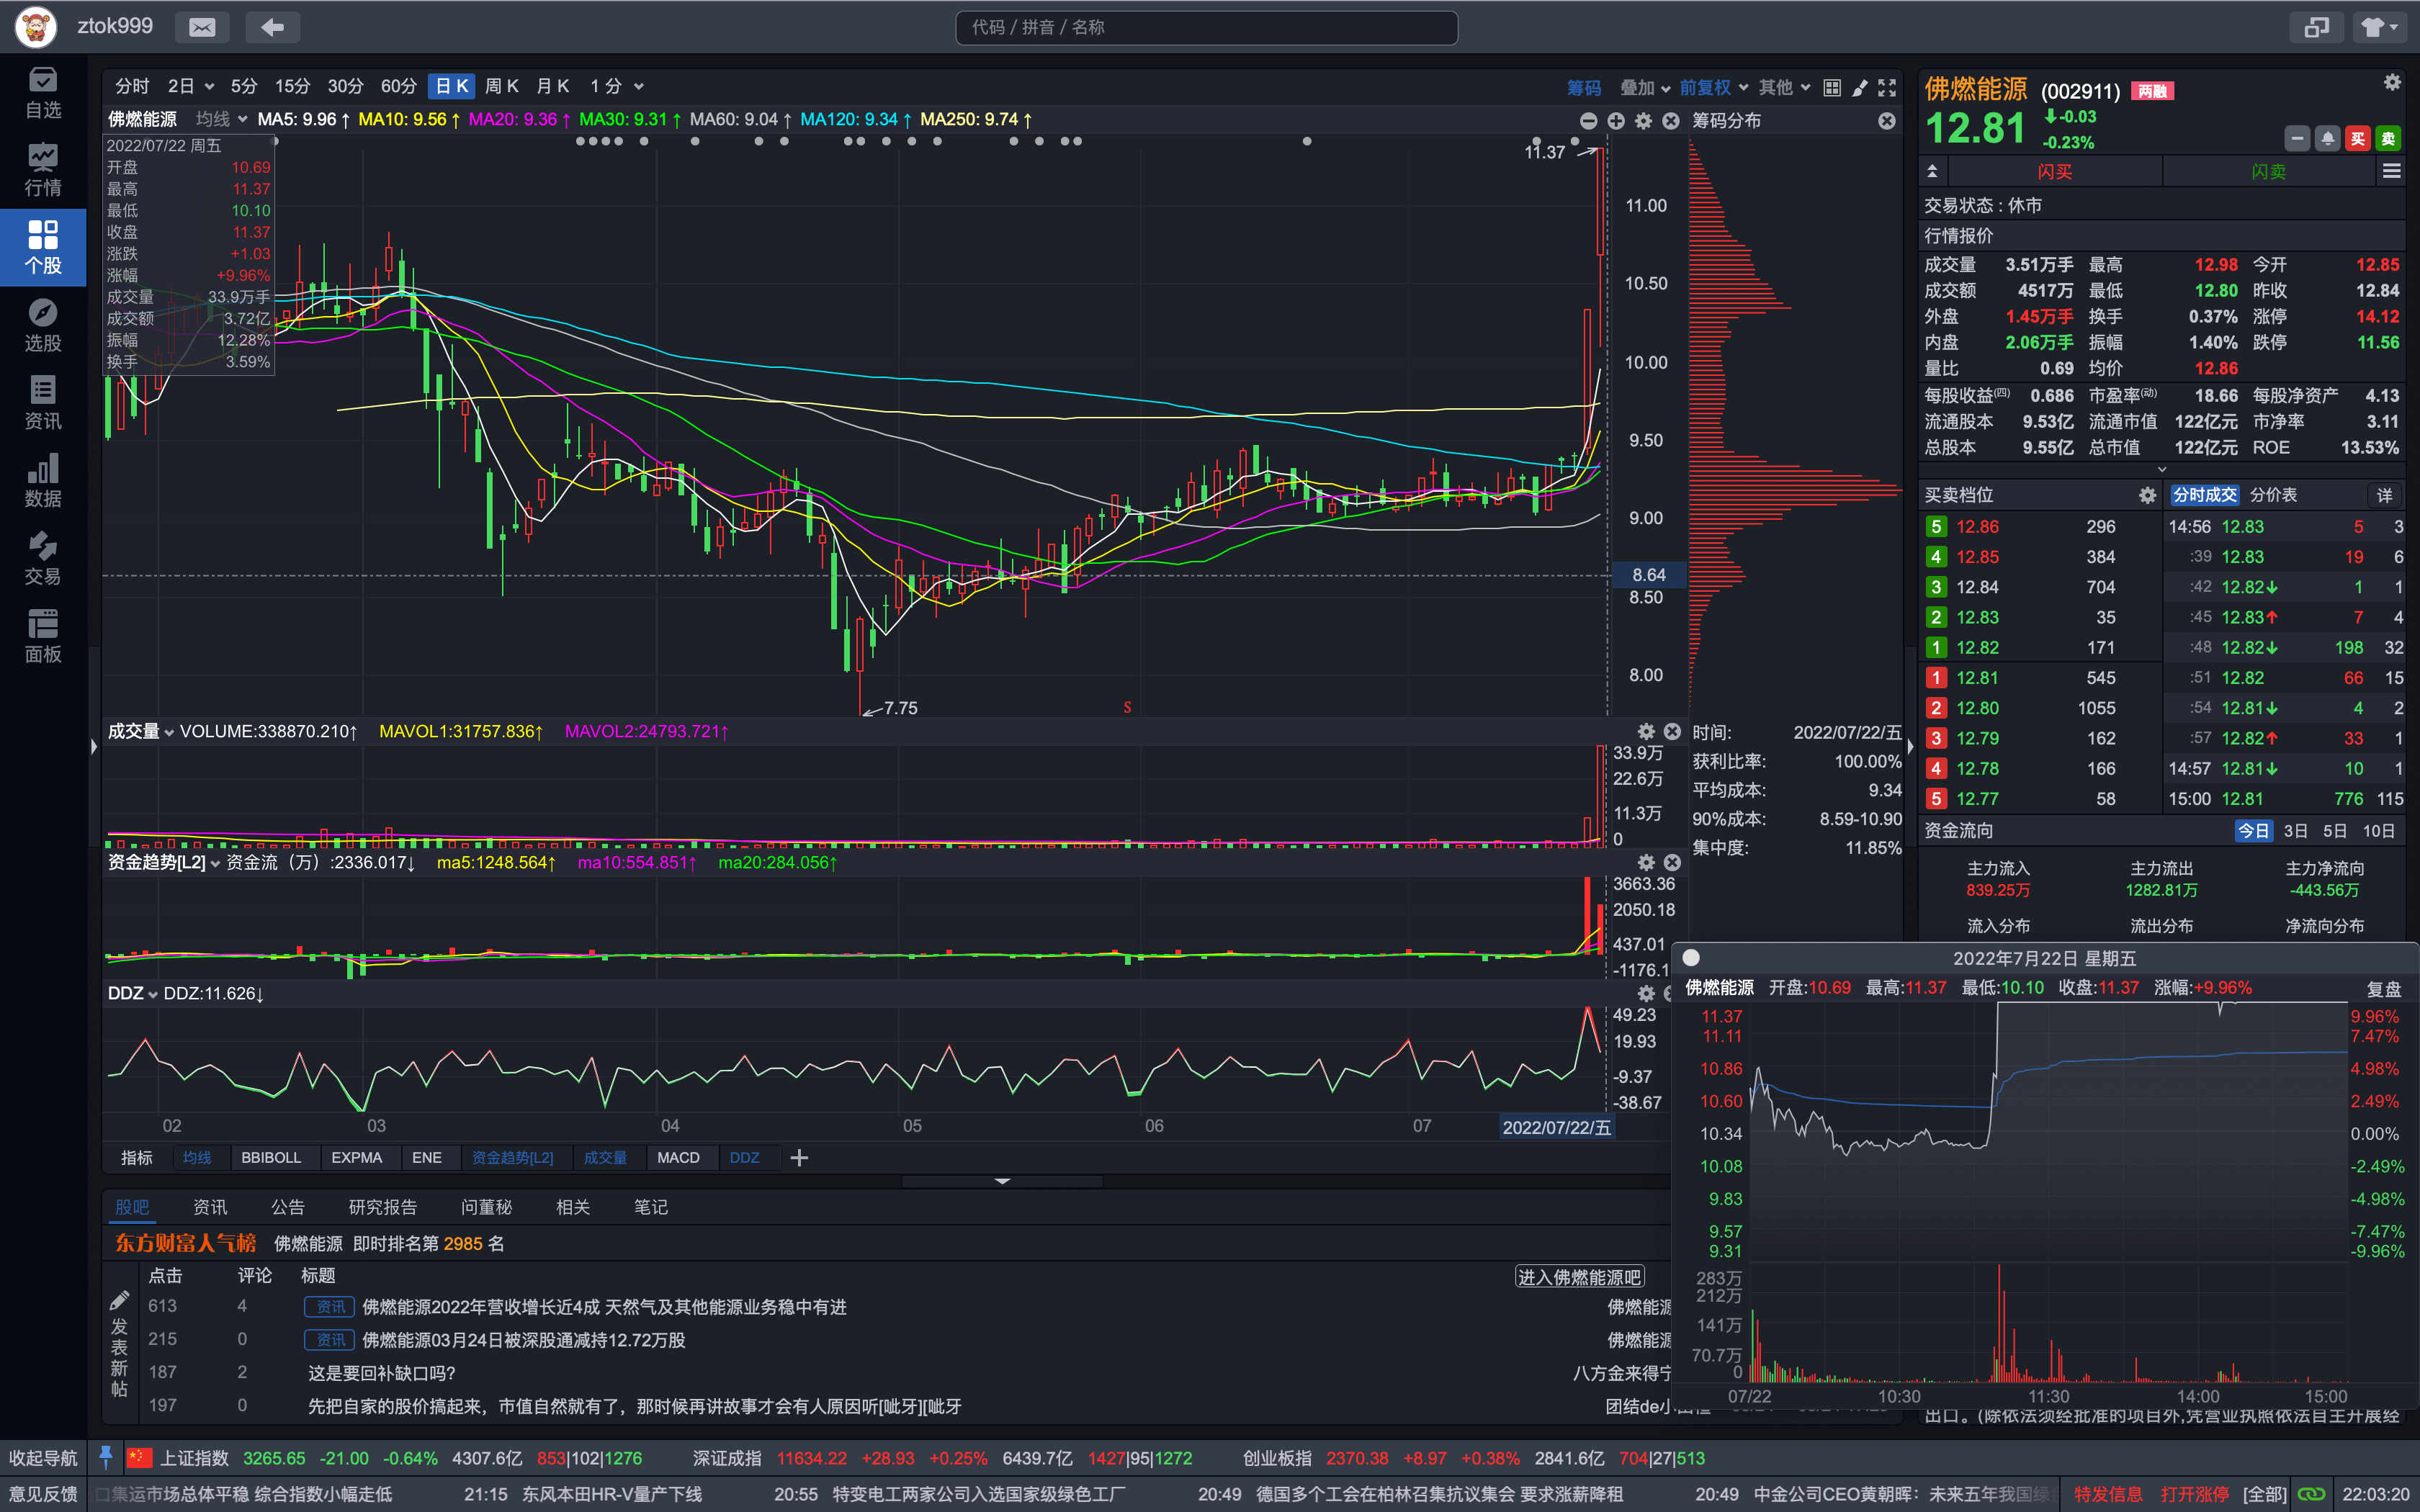 ztok999
代码 / 拼音 / 名称
自选
行情
个股
选股
资讯
数据
交易
面板
分时 2日 5分 15分 30分 60分 日K 周K 月K 1分
筹码 叠加 前复权 其他
佛燃能源 均线 MA5: 9.96↑ MA10: 9.56↑ MA20: 9.36↑ MA30: 9.31↑ MA60: 9.04↑ MA120: 9.34↑ MA250: 9.74↑
筹码分布
2022/07/22 周五
开盘 10.69
最高 11.37
最低 10.10
收盘 11.37
涨跌 +1.03
涨幅 +9.96%
成交量 33.9万手
成交额 3.72亿
振幅 12.28%
换手 3.59%
11.37
11.00
10.50
10.00
9.50
9.00
8.64
8.50
8.00
7.75
S
成交量 VOLUME:338870.210↑ MAVOL1:31757.836↑ MAVOL2:24793.721↑
33.9万
22.6万
11.3万
0
资金趋势[L2] 资金流（万）:2336.017↓ ma5:1248.564↑ ma10:554.851↑ ma20:284.056↑
3663.36
2050.18
437.01
-1176.1
DDZ DDZ:11.626↓
49.23
19.93
-9.37
-38.67
02 03 04 05 06 07 2022/07/22/五
指标 均线 BBIBOLL EXPMA ENE 资金趋势[L2] 成交量 MACD DDZ
时间: 2022/07/22/五
获利比率: 100.00%
平均成本: 9.34
90%成本: 8.59-10.90
集中度: 11.85%
股吧 资讯 公告 研究报告 问董秘 相关 笔记
东方财富人气榜 佛燃能源 即时排名第 2985 名
点击 评论 标题
进入佛燃能源吧
发表新帖
613 4 资讯 佛燃能源2022年营收增长近4成 天然气及其他能源业务稳中有进 佛燃能源
215 0 资讯 佛燃能源03月24日被深股通减持12.72万股 佛燃能源
187 2 这是要回补缺口吗? 八方金来得宁
197 0 先把自家的股价搞起来，市值自然就有了，那时候再讲故事才会有人原因听[呲牙][呲牙 团结de小
佛燃能源 (002911) 两融
12.81 -0.03
-0.23%
买 卖
闪买 闪卖
交易状态 : 休市
行情报价
成交量 3.51万手 最高 12.98 今开 12.85
成交额 4517万 最低 12.80 昨收 12.84
外盘 1.45万手 换手 0.37% 涨停 14.12
内盘 2.06万手 振幅 1.40% 跌停 11.56
量比 0.69 均价 12.86
每股收益(四) 0.686 市盈率(动) 18.66 每股净资产 4.13
流通股本 9.53亿 流通市值 122亿元 市净率 3.11
总股本 9.55亿 总市值 122亿元 ROE 13.53%
买卖档位 分时成交 分价表 详
5 12.86 296 14:56 12.83 5 3
4 12.85 384 :39 12.83 19 6
3 12.84 704 :42 12.82↓ 1 1
2 12.83 35 :45 12.83↑ 7 4
1 12.82 171 :48 12.82↓ 198 32
1 12.81 545 :51 12.82 66 15
2 12.80 1055 :54 12.81↓ 4 2
3 12.79 162 :57 12.82↑ 33 1
4 12.78 166 14:57 12.81↓ 10 1
5 12.77 58 15:00 12.81 776 115
资金流向 今日 3日 5日 10日
主力流入 主力流出 主力净流向
839.25万 1282.81万 -443.56万
流入分布 流出分布 净流向分布
2022年7月22日 星期五
佛燃能源 开盘:10.69 最高:11.37 最低:10.10 收盘:11.37 涨幅:+9.96% 复盘
11.37 9.96%
11.11 7.47%
10.86 4.98%
10.60 2.49%
10.34 0.00%
10.08 -2.49%
9.83 -4.98%
9.57 -7.47%
9.31 -9.96%
283万
212万
141万
70.7万
0
07/22 10:30 11:30 14:00 15:00
出口。(除依法须经批准的项目外,凭营业执照依法自主开展经
收起导航 上证指数 3265.65 -21.00 -0.64% 4307.6亿 853|102|1276 深证成指 11634.22 +28.93 +0.25% 6439.7亿 1427|95|1272 创业板指 2370.38 +8.97 +0.38% 2841.6亿 704|27|513
意见反馈 口集运市场总体平稳 综合指数小幅走低 21:15 东风本田HR-V量产下线 20:55 特变电工两家公司入选国家级绿色工厂 20:49 德国多个工会在柏林召集抗议集会 要求涨薪降租 20:49 中金公司CEO黄朝晖：未来五年我国绿 特发信息 打开涨停 [全部] 22:03:20